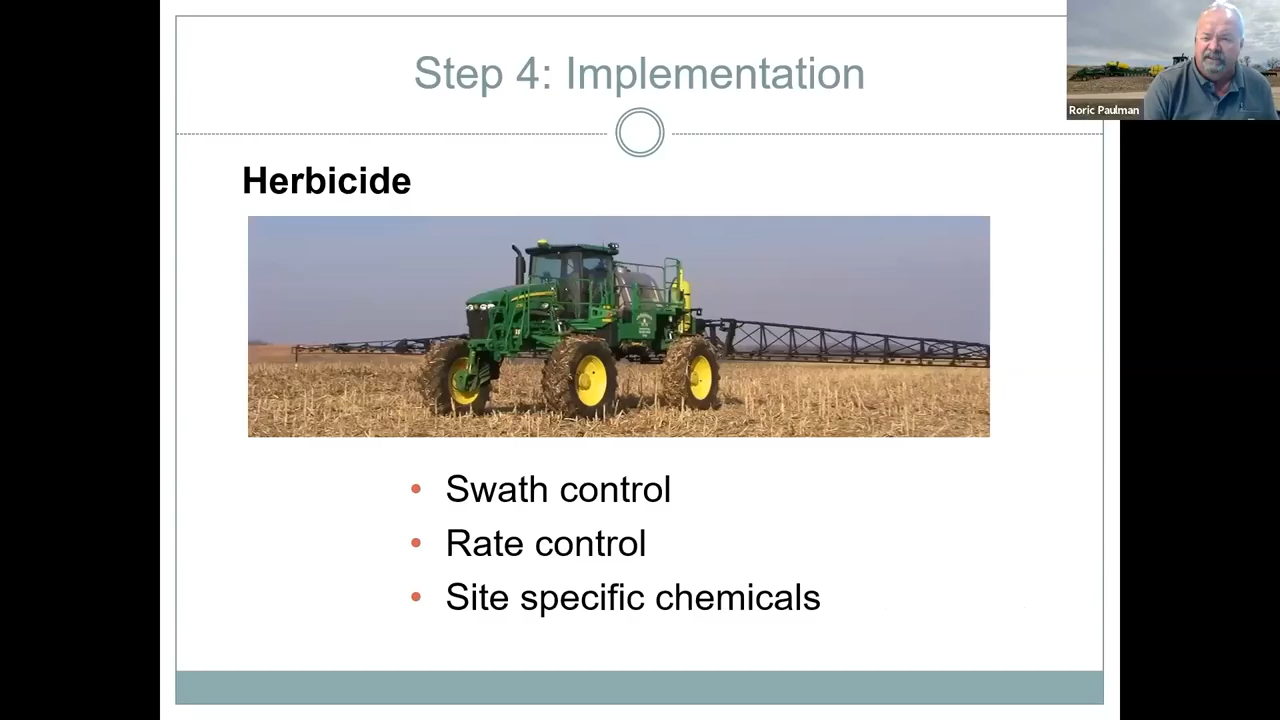 Step 4: Implementation
Roric Paulman
Herbicide
• Swath control
• Rate control
• Site specific chemicals